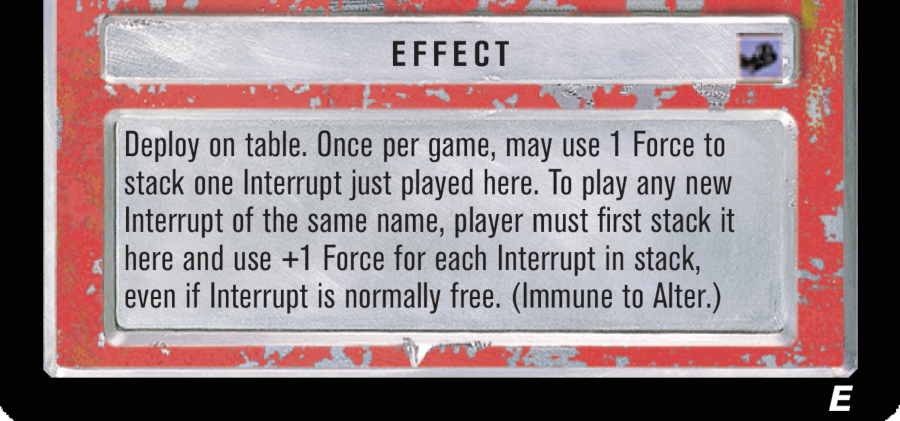 EFFECT
Deploy on table. Once per game, may use 1 Force to
stack one Interrupt just played here. To play any new
Interrupt of the same name, player must first stack it
here and use +1 Force for each Interrupt in stack,
even if Interrupt is normally free. (Immune to Alter.)
E